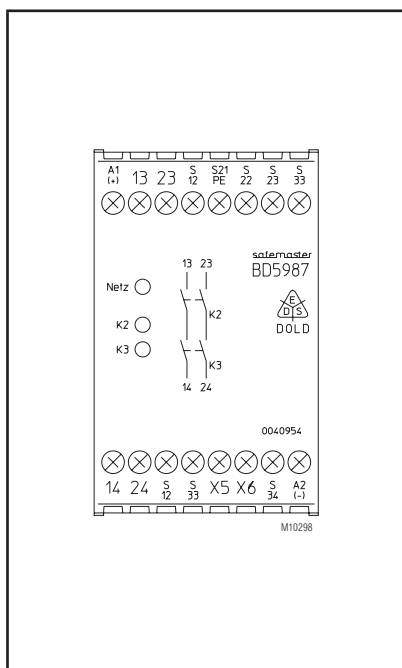 A1 (+) 13 23 S 12 S21 PE S 22 S 23 S 33
safemaster
BD5987
13 23
Netz
K2
K2
E
D S
DOLD
K3
K3
14 24
0040954
14 24 S 12 S 33 X5 X6 S 34 A2 (-)
M10298